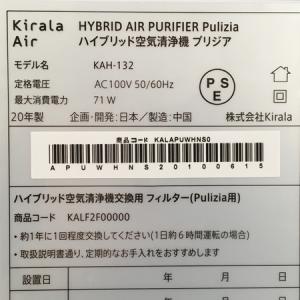 Kirala Air
HYBRID AIR PURIFIER Pulizia
ハイブリッド空気清浄機 プリジア
モデル名 KAH-132
定格電圧 AC100V 50/60Hz
最大消費電力 71W
PSE
20年製 企画・開発:日本/製造:中国 株式会社Kirala
商品コード KALAPUWHNS0
APUWHNS20100615
ハイブリッド空気清浄機交換用 フィルター(Pulizia用)
商品コード KALF2F00000
・約1年に1回程度交換してください(1日約6時間運転の場合)
・取扱説明書通り、定期的なお手入れをおすすめします
設置日 年 月 日
年 月 日